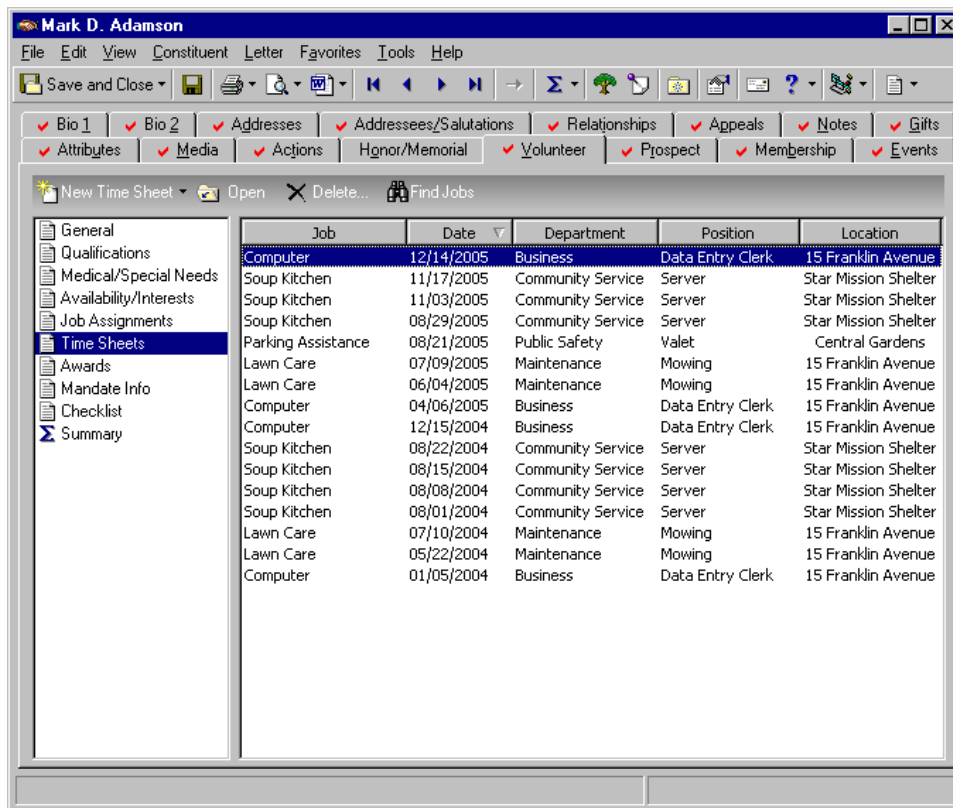 Mark D. Adamson
File Edit View Constituent Letter Favorites Tools Help
Save and Close
Bio 1 Bio 2 Addresses Addressees/Salutations Relationships Appeals Notes Gifts
Attributes Media Actions Honor/Memorial Volunteer Prospect Membership Events
New Time Sheet Open Delete... Find Jobs
General
Qualifications
Medical/Special Needs
Availability/Interests
Job Assignments
Time Sheets
Awards
Mandate Info
Checklist
Summary
Job Date Department Position Location
Computer 12/14/2005 Business Data Entry Clerk 15 Franklin Avenue
Soup Kitchen 11/17/2005 Community Service Server Star Mission Shelter
Soup Kitchen 11/03/2005 Community Service Server Star Mission Shelter
Soup Kitchen 08/29/2005 Community Service Server Star Mission Shelter
Parking Assistance 08/21/2005 Public Safety Valet Central Gardens
Lawn Care 07/09/2005 Maintenance Mowing 15 Franklin Avenue
Lawn Care 06/04/2005 Maintenance Mowing 15 Franklin Avenue
Computer 04/06/2005 Business Data Entry Clerk 15 Franklin Avenue
Computer 12/15/2004 Business Data Entry Clerk 15 Franklin Avenue
Soup Kitchen 08/22/2004 Community Service Server Star Mission Shelter
Soup Kitchen 08/15/2004 Community Service Server Star Mission Shelter
Soup Kitchen 08/08/2004 Community Service Server Star Mission Shelter
Soup Kitchen 08/01/2004 Community Service Server Star Mission Shelter
Lawn Care 07/10/2004 Maintenance Mowing 15 Franklin Avenue
Lawn Care 05/22/2004 Maintenance Mowing 15 Franklin Avenue
Computer 01/05/2004 Business Data Entry Clerk 15 Franklin Avenue